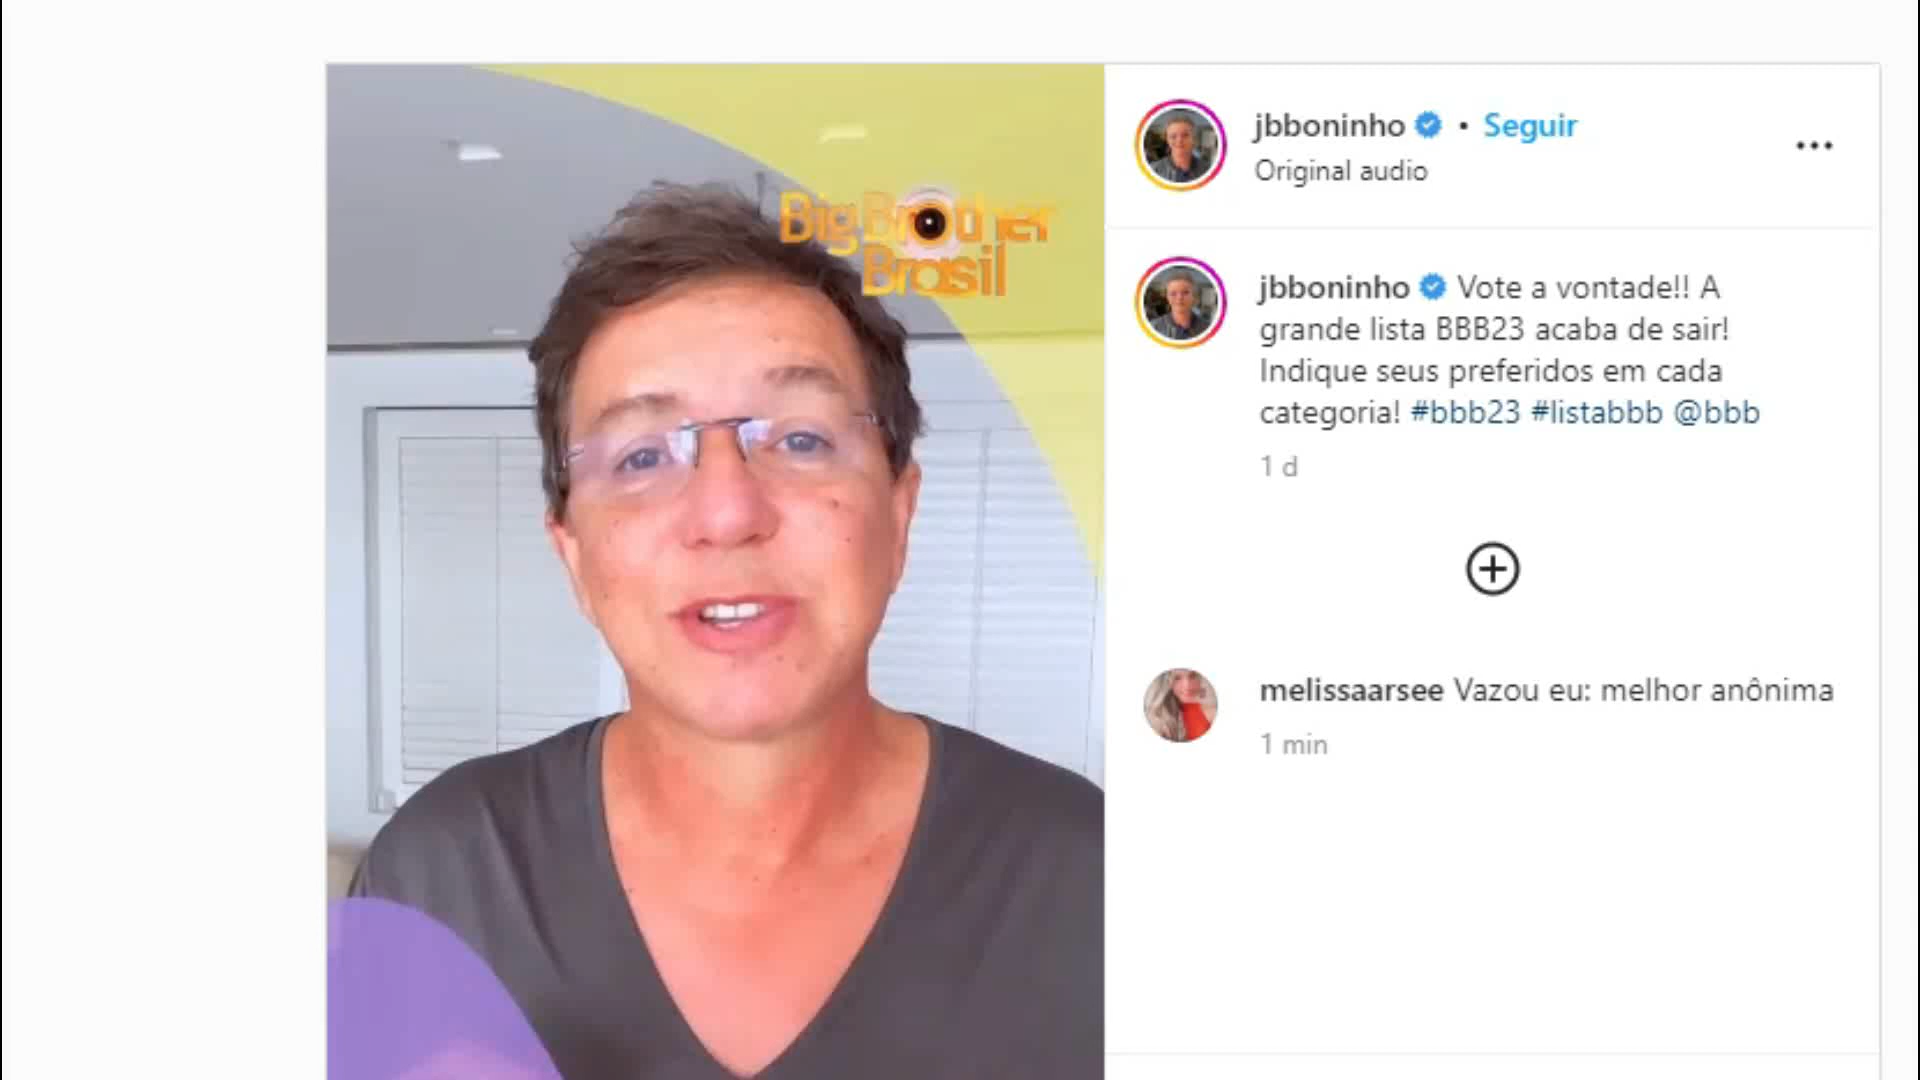 Big Brother
Brasil
jbboninho • Seguir
Original audio
jbboninho Vote a vontade!! A
grande lista BBB23 acaba de sair!
Indique seus preferidos em cada
categoria! #bbb23 #listabbb @bbb
1 d
melissaarsee Vazou eu: melhor anônima
1 min